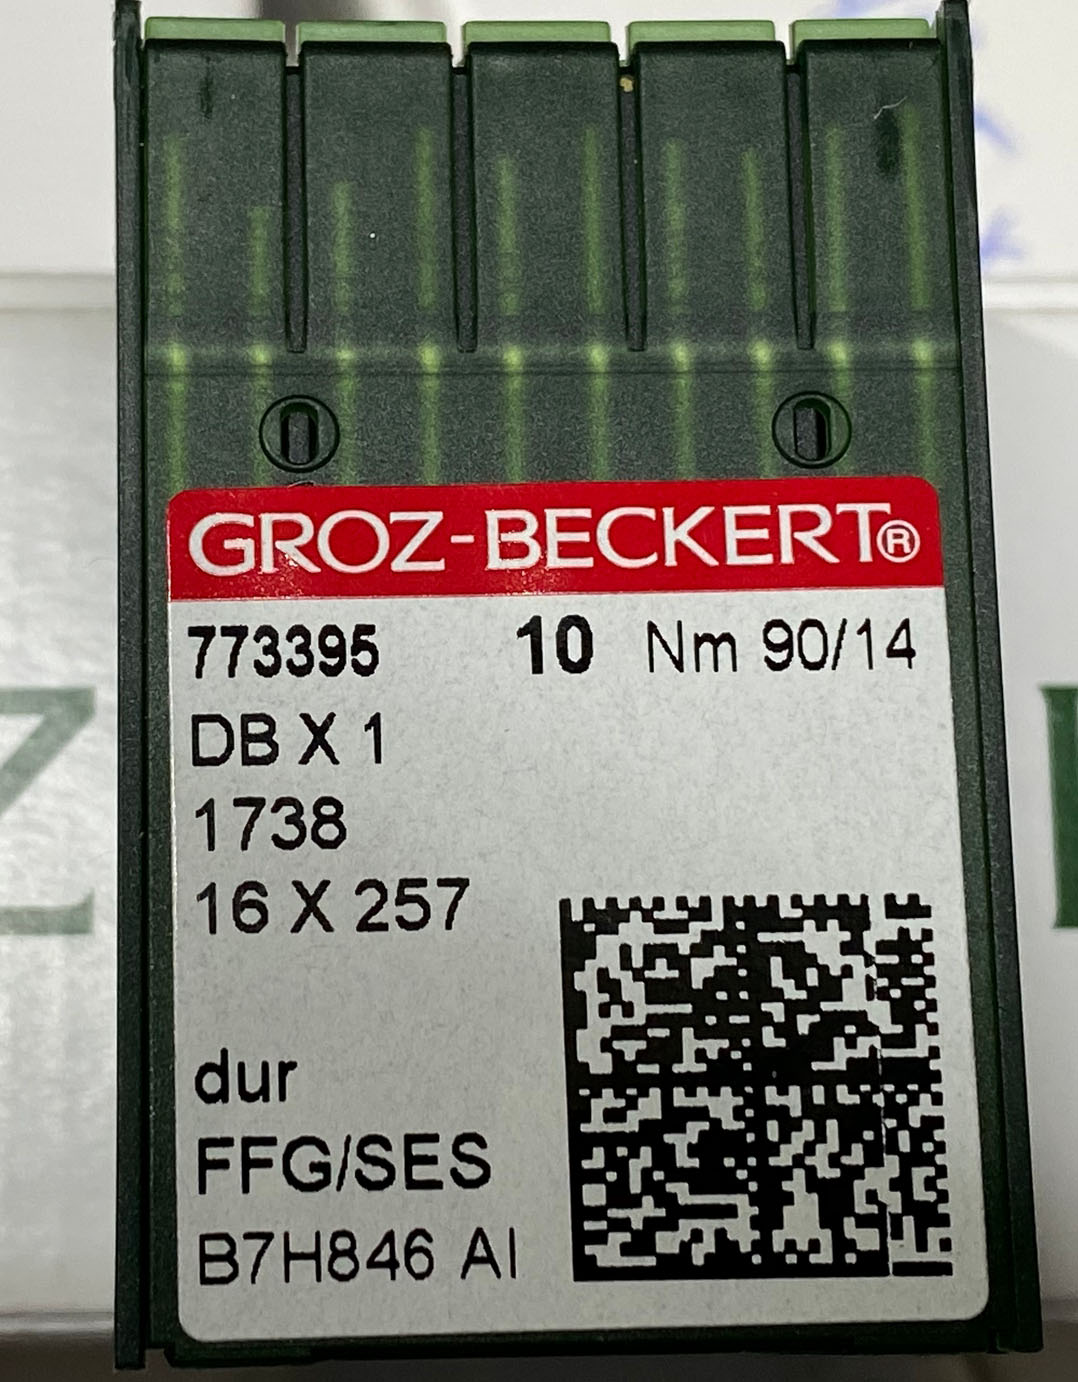 GROZ-BECKERT®
773395 10 Nm 90/14
DB X 1
1738
16 X 257
dur
FFG/SES
B7H846 AI
Z